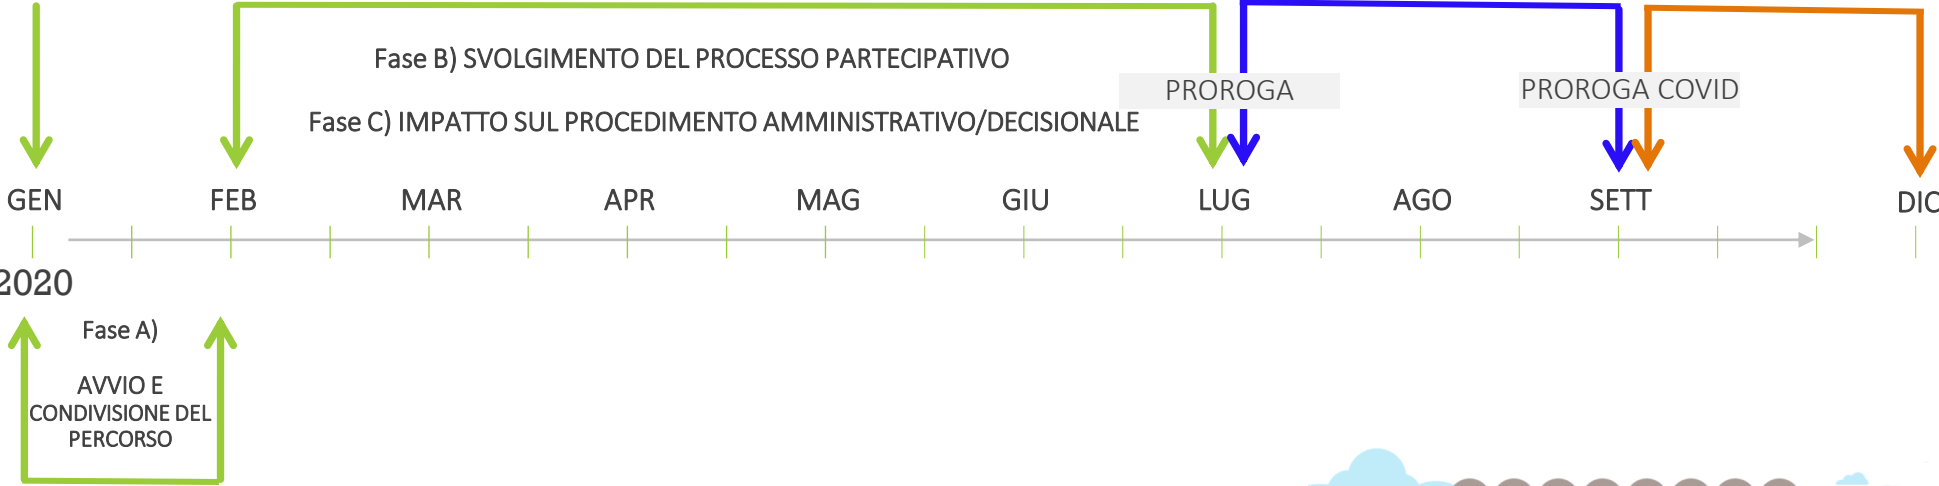 Fase B) SVOLGIMENTO DEL PROCESSO PARTECIPATIVO
PROROGA
PROROGA COVID
Fase C) IMPATTO SUL PROCEDIMENTO AMMINISTRATIVO/DECISIONALE
GEN FEB MAR APR MAG GIU LUG AGO SETT DIC
2020
Fase A)
AVVIO E
CONDIVISIONE DEL
PERCORSO